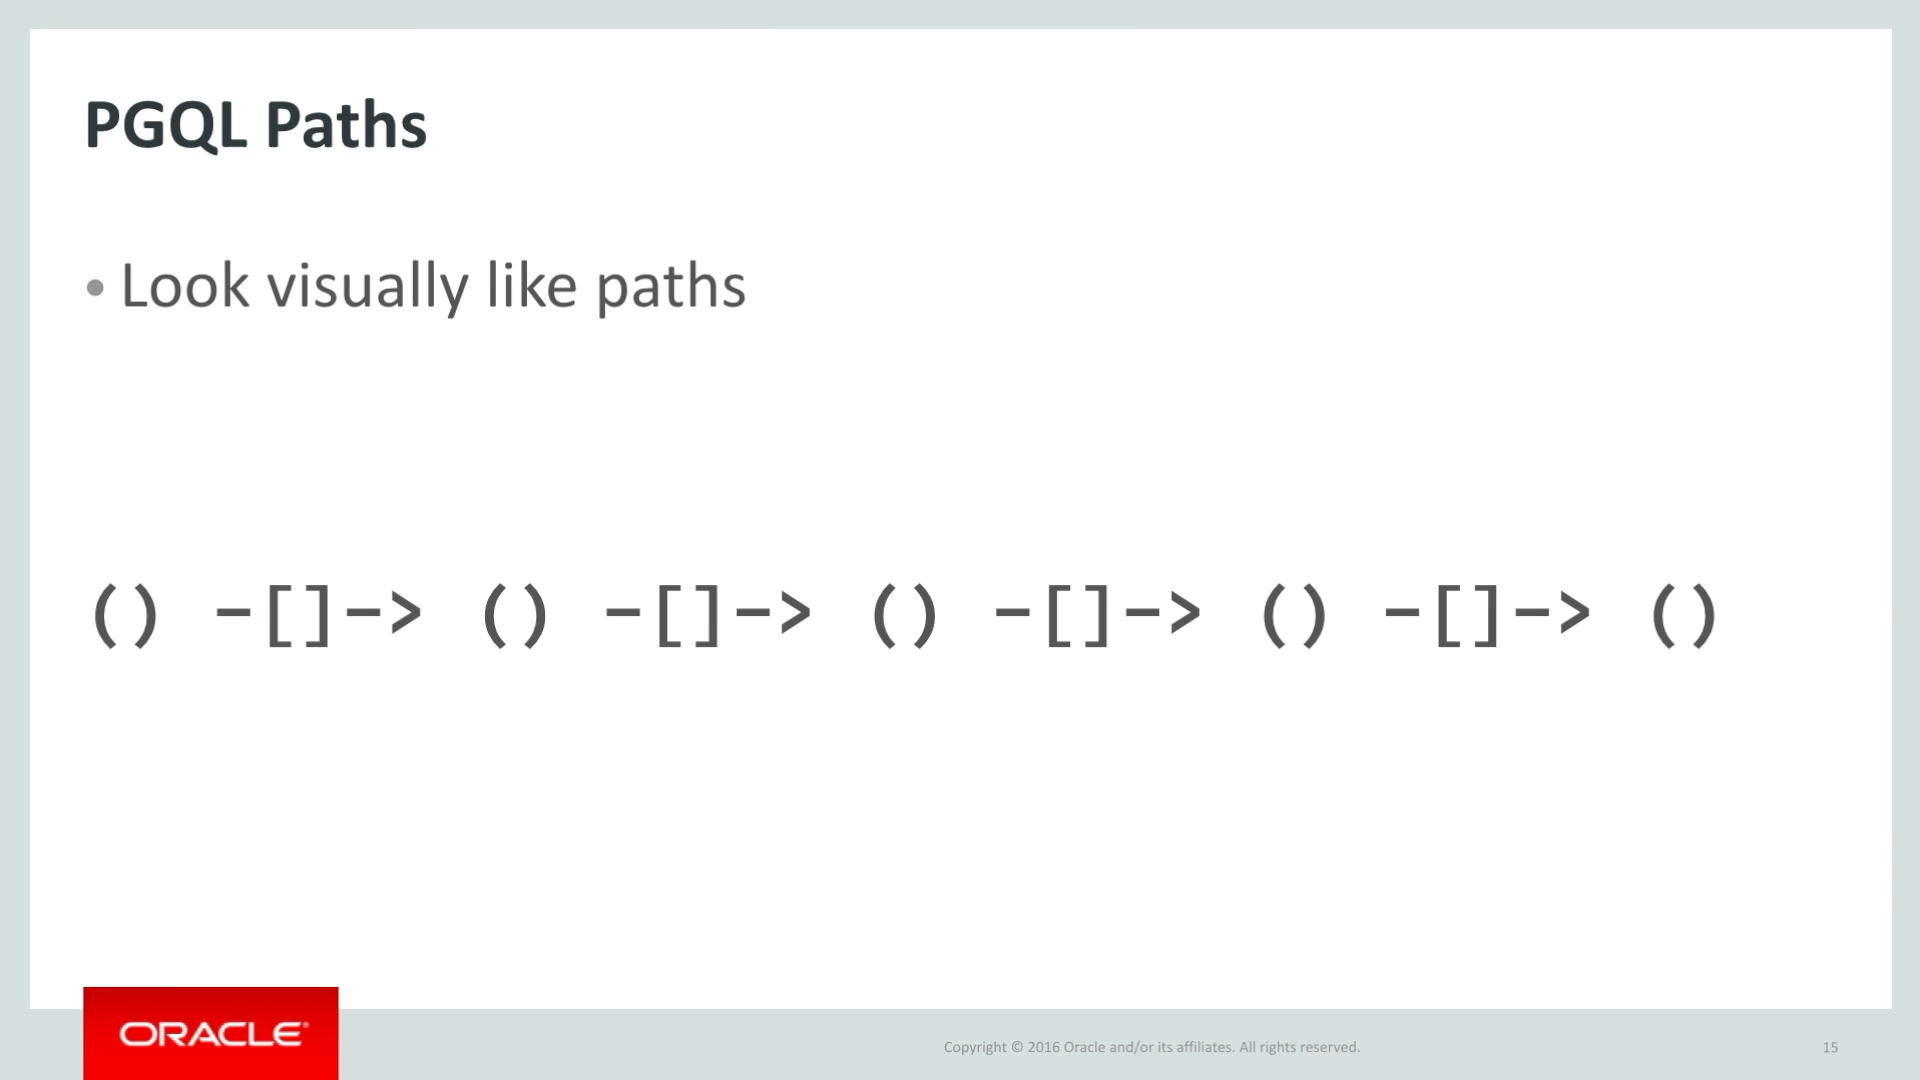 PGQL Paths
• Look visually like paths
() -[]-> () -[]-> () -[]-> () -[]-> ()
ORACLE®
Copyright © 2016 Oracle and/or its affiliates. All rights reserved.
15